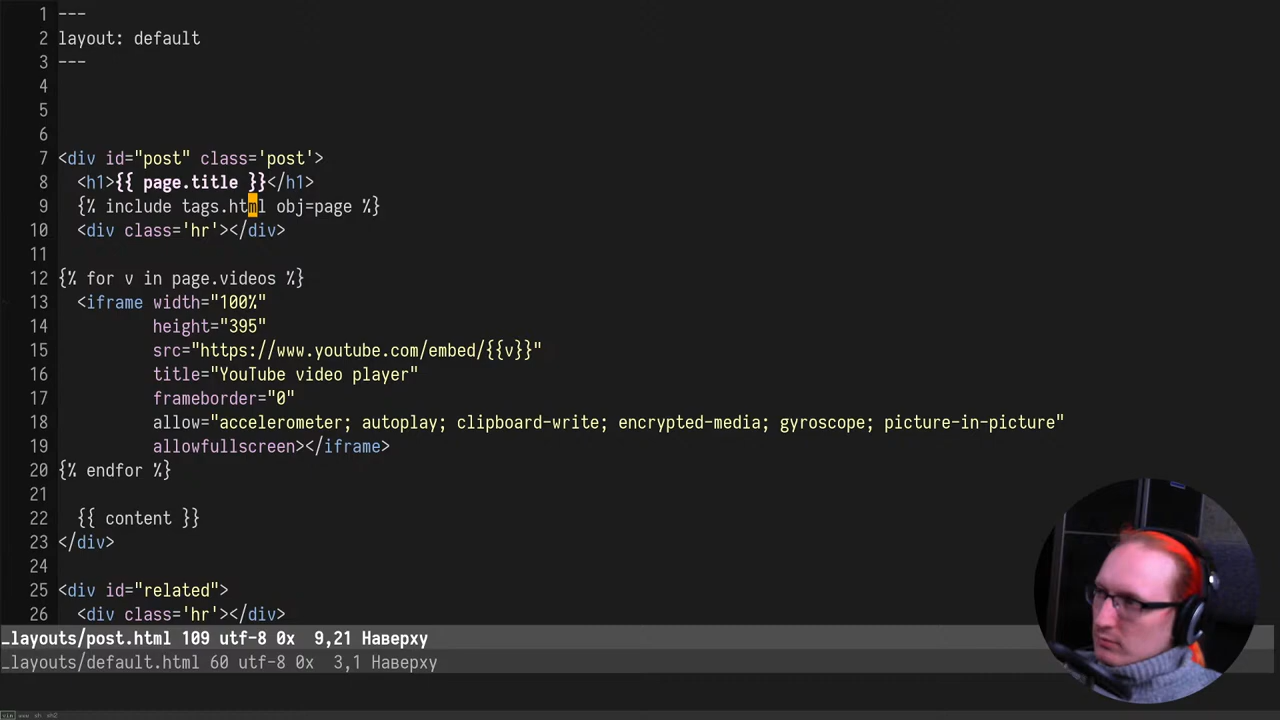 1 ---
2 layout: default
3 ---
4
5
6
7 <div id="post" class='post'>
8   <h1>{{ page.title }}</h1>
9   {% include tags.html obj=page %}
10   <div class='hr'></div>
11
12 {% for v in page.videos %}
13   <iframe width="100%"
14           height="395"
15           src="https://www.youtube.com/embed/{{v}}"
16           title="YouTube video player"
17           frameborder="0"
18           allow="accelerometer; autoplay; clipboard-write; encrypted-media; gyroscope; picture-in-picture"
19           allowfullscreen></iframe>
20 {% endfor %}
21
22   {{ content }}
23 </div>
24
25 <div id="related">
26   <div class='hr'></div>
_layouts/post.html 109 utf-8 0x  9,21 Наверху
_layouts/default.html 60 utf-8 0x  3,1 Наверху